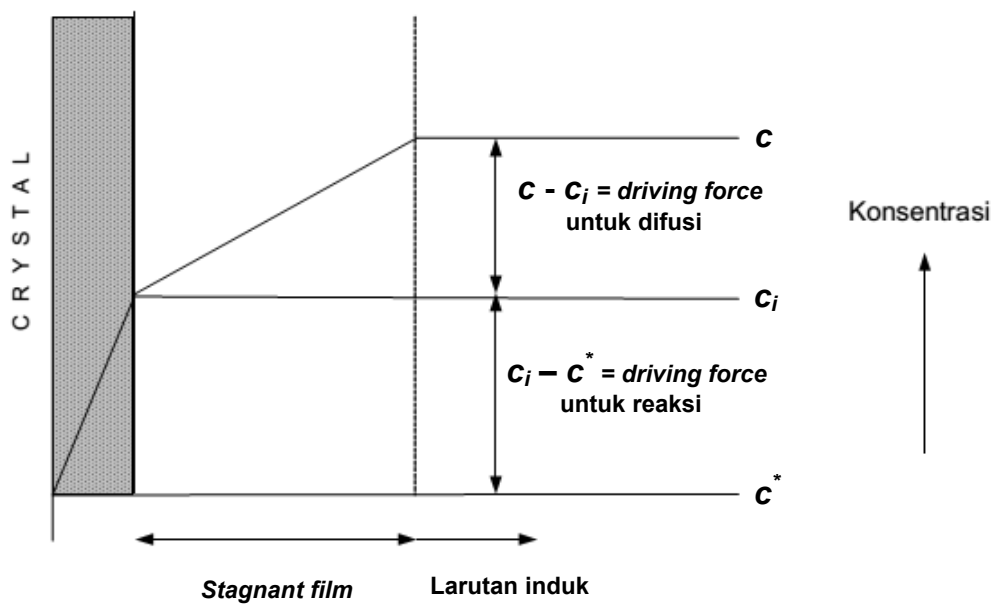 CRYSTAL
c
c - cᵢ = driving force
untuk difusi
Konsentrasi
cᵢ
cᵢ – c* = driving force
untuk reaksi
c*
Stagnant film
Larutan induk